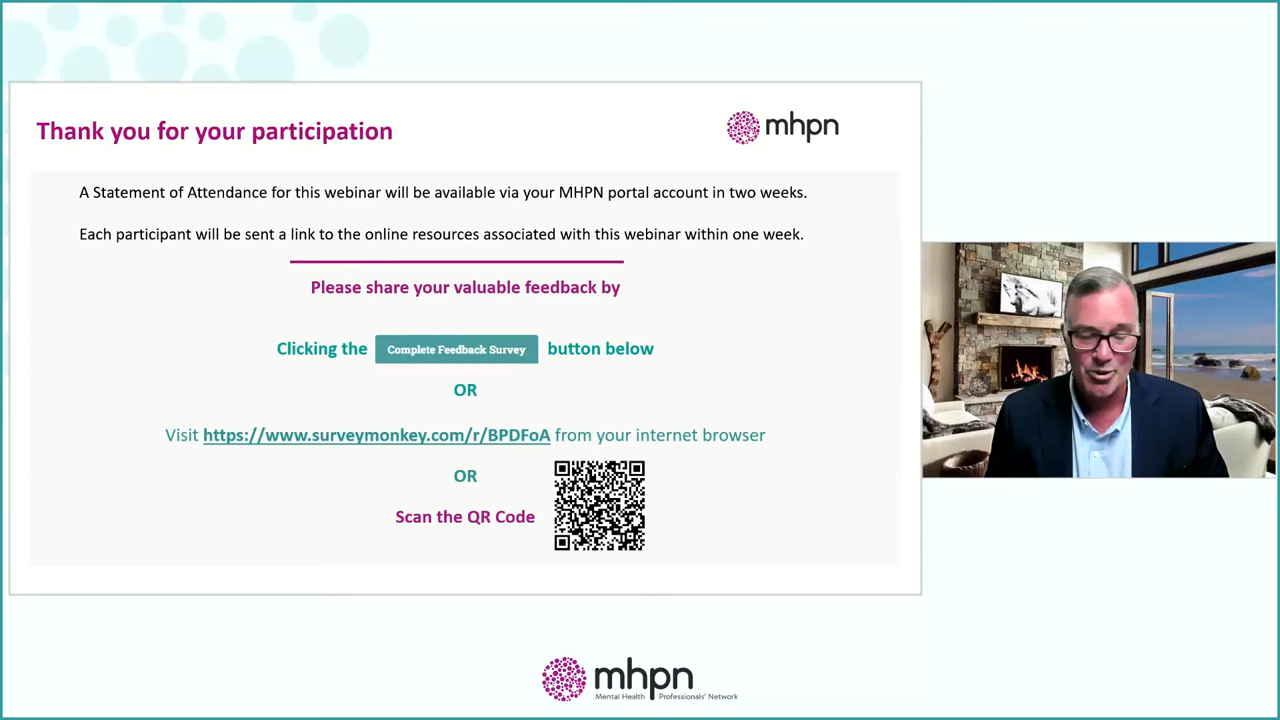 Thank you for your participation
mhpn
A Statement of Attendance for this webinar will be available via your MHPN portal account in two weeks.
Each participant will be sent a link to the online resources associated with this webinar within one week.
Please share your valuable feedback by
Clicking the Complete Feedback Survey button below
OR
Visit https://www.surveymonkey.com/r/BPDFoA from your internet browser
OR
Scan the QR Code
mhpn
Mental Health Professionals' Network